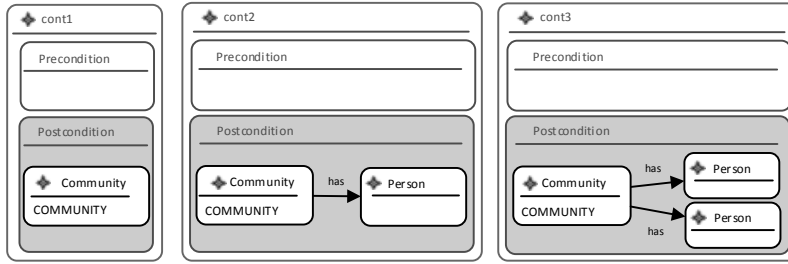 cont1
Precondition
Postcondition
Community
COMMUNITY
cont2
Precondition
Postcondition
Community
COMMUNITY
has
Person
cont3
Precondition
Postcondition
Community
COMMUNITY
has
Person
has
Person